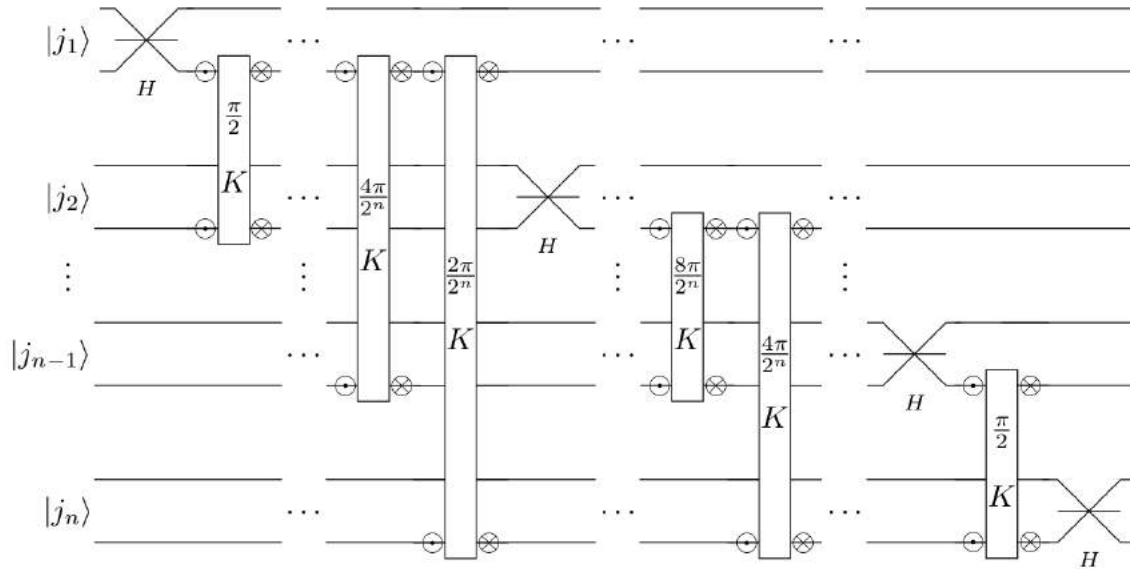 |j₁⟩ ⋯ ⋯ ⋯
H
π/2 K
|j₂⟩ ⋯ 4π/2ⁿ K ⋯
H
⋮ ⋮ 2π/2ⁿ K ⋮ 8π/2ⁿ K ⋮
|jₙ₋₁⟩ ⋯ ⋯ 4π/2ⁿ K ⋯
H
π/2 K
|jₙ⟩ ⋯ ⋯ ⋯
H